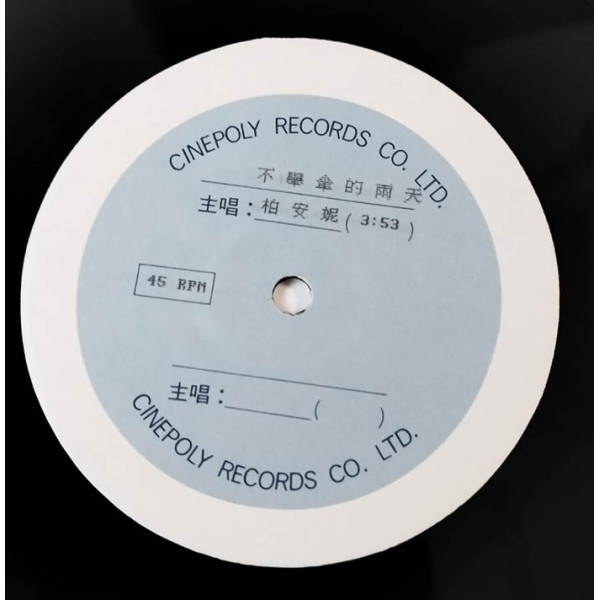 CINEPOLY RECORDS CO. LTD.
不舉傘的雨天
主唱：柏安妮(3:53)
45 RPM
主唱：________( )
CINEPOLY RECORDS CO. LTD.